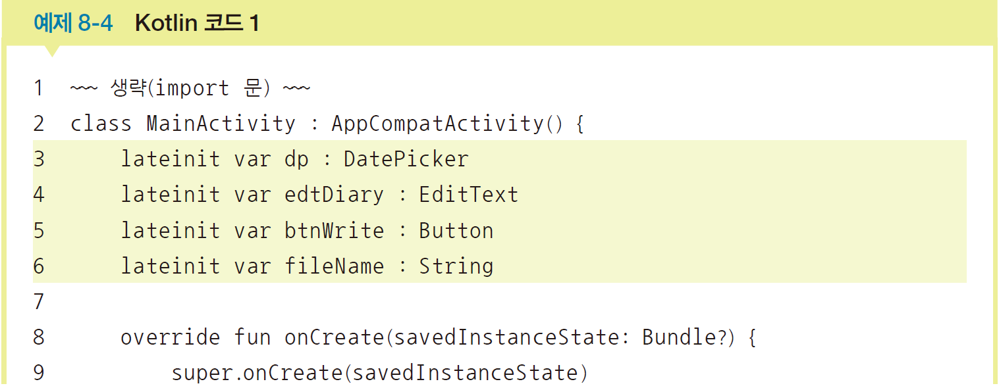 예제 8-4 Kotlin 코드 1
1 ~~~ 생략(import 문) ~~~
2 class MainActivity : AppCompatActivity() {
3     lateinit var dp : DatePicker
4     lateinit var edtDiary : EditText
5     lateinit var btnWrite : Button
6     lateinit var fileName : String
7
8     override fun onCreate(savedInstanceState: Bundle?) {
9         super.onCreate(savedInstanceState)